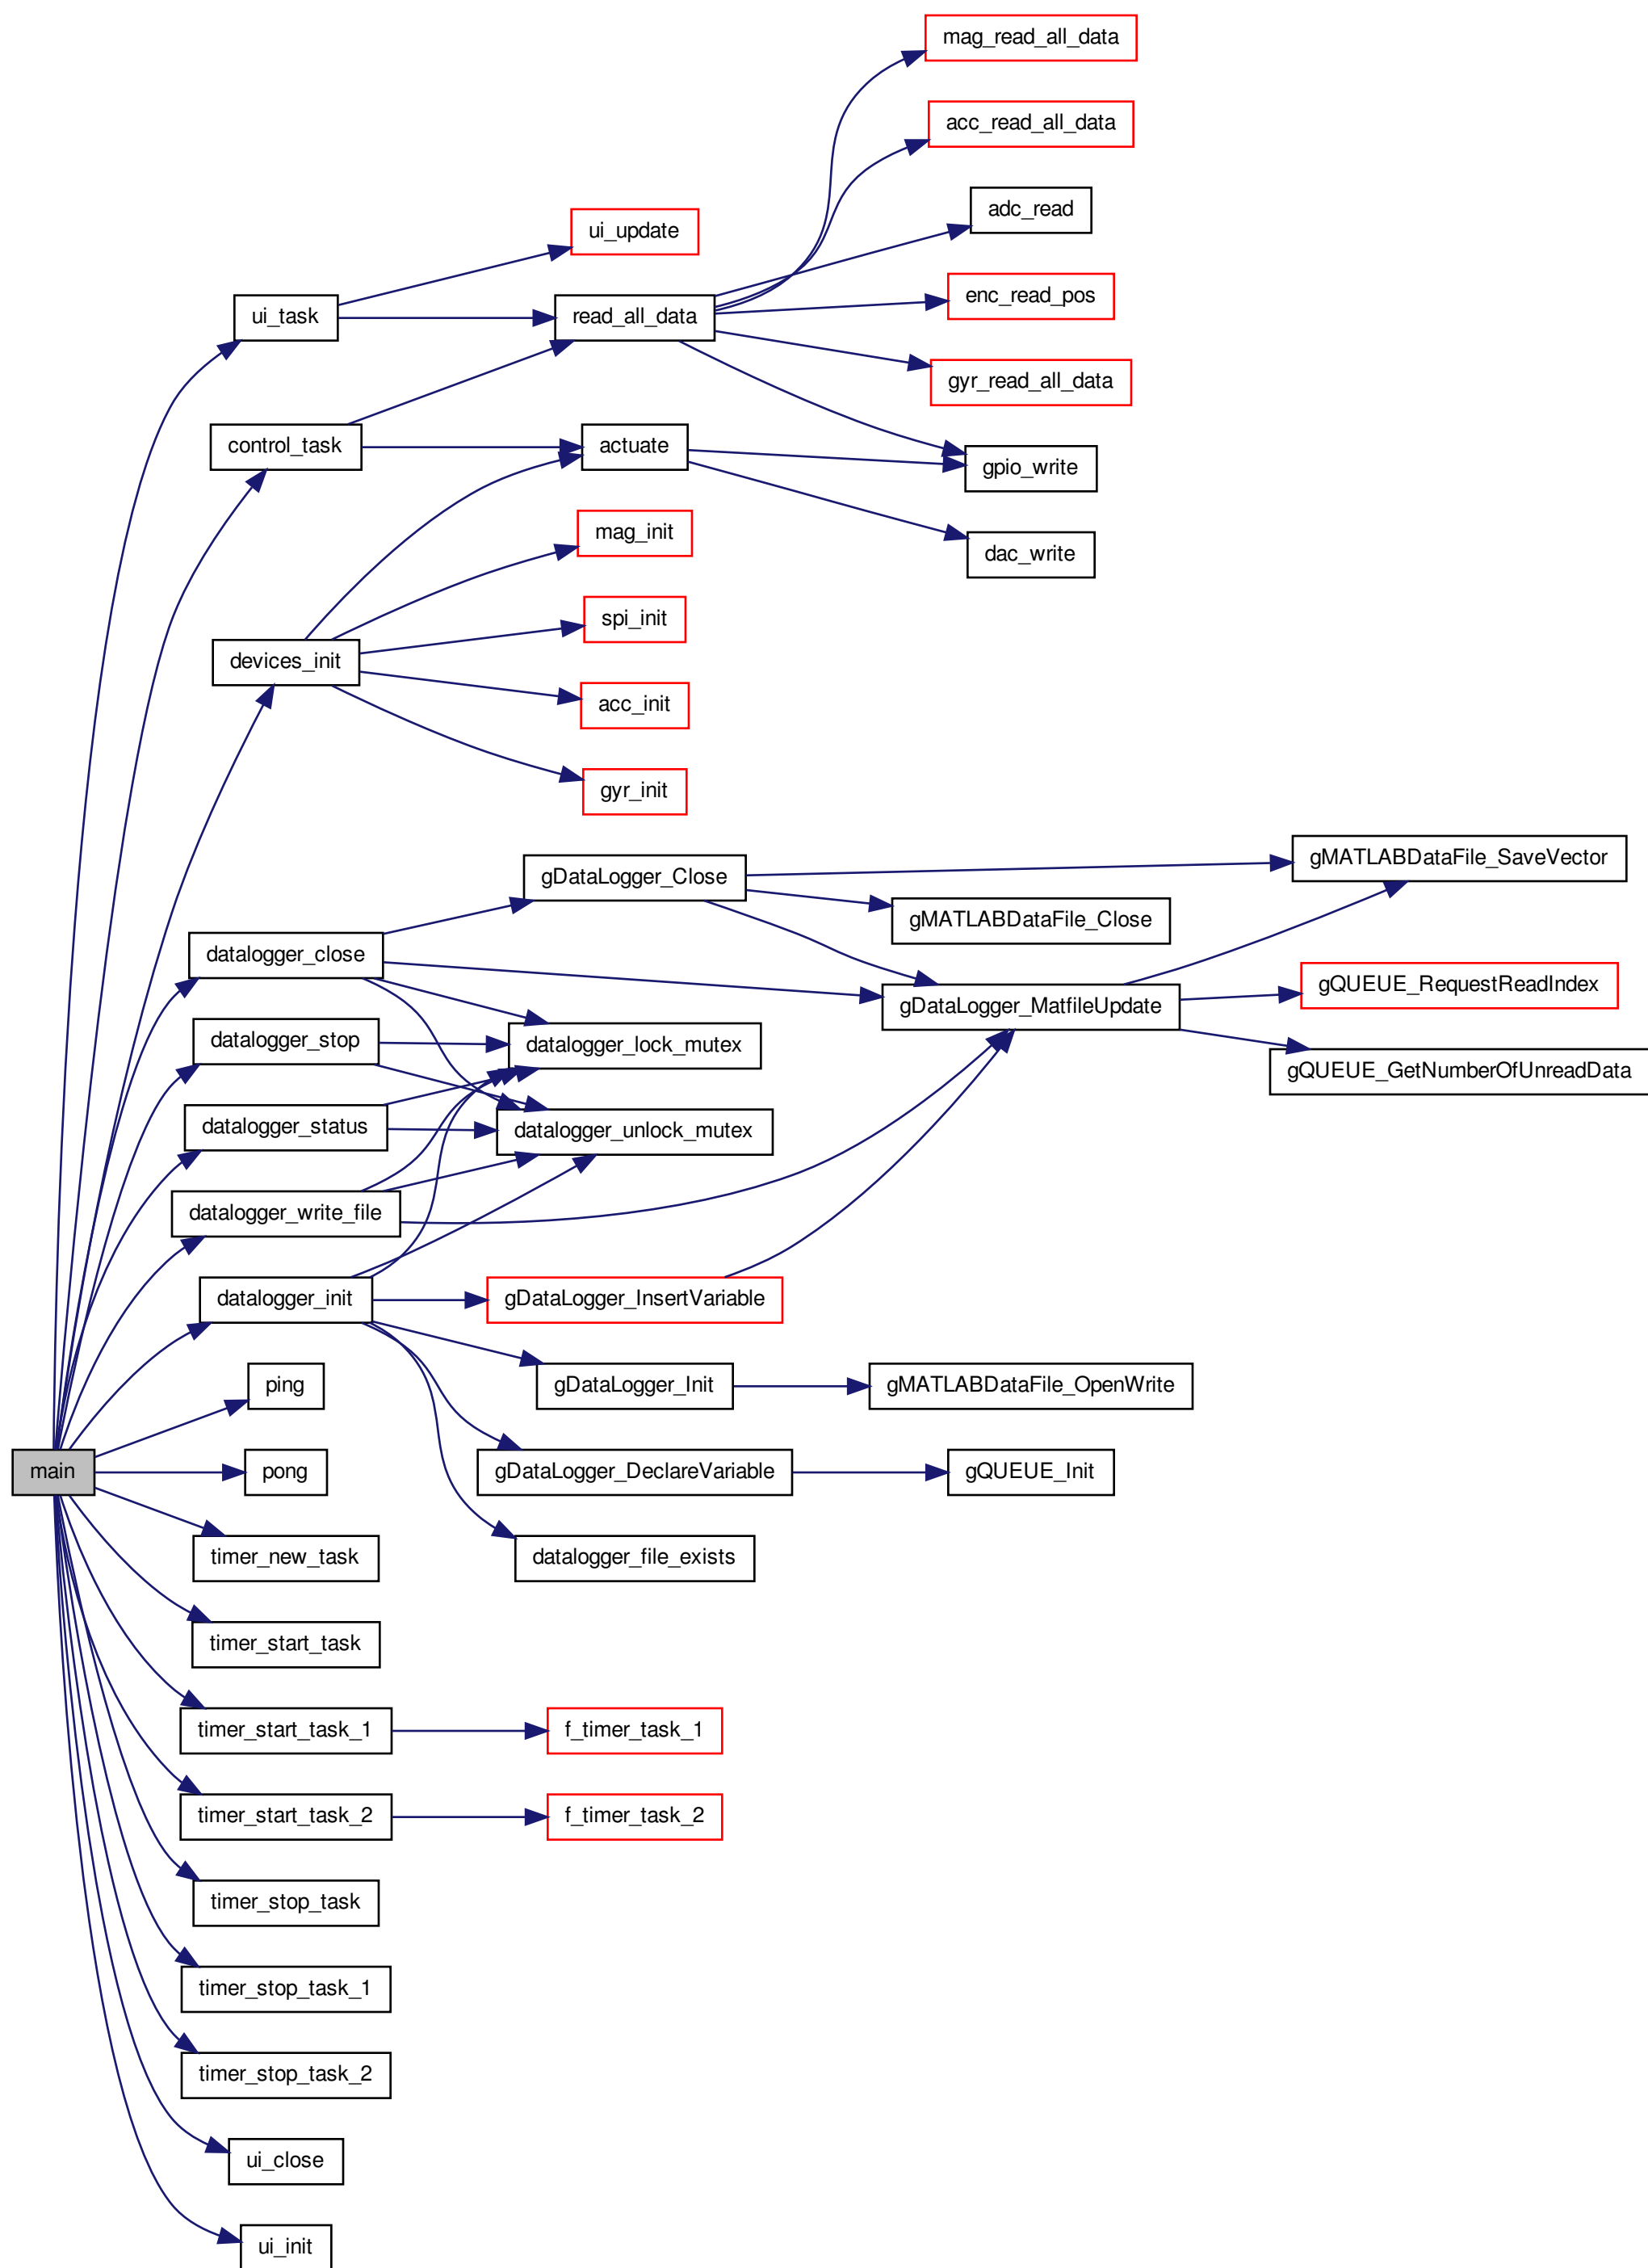 mag_read_all_data
acc_read_all_data
adc_read
ui_update
enc_read_pos
ui_task
read_all_data
gyr_read_all_data
control_task
actuate
gpio_write
mag_init
dac_write
spi_init
devices_init
acc_init
gyr_init
gDataLogger_Close
gMATLABDataFile_SaveVector
gMATLABDataFile_Close
datalogger_close
gQUEUE_RequestReadIndex
gDataLogger_MatfileUpdate
datalogger_stop
datalogger_lock_mutex
gQUEUE_GetNumberOfUnreadData
datalogger_status
datalogger_unlock_mutex
datalogger_write_file
datalogger_init
gDataLogger_InsertVariable
ping
gDataLogger_Init
gMATLABDataFile_OpenWrite
main
pong
gDataLogger_DeclareVariable
gQUEUE_Init
timer_new_task
datalogger_file_exists
timer_start_task
timer_start_task_1
f_timer_task_1
timer_start_task_2
f_timer_task_2
timer_stop_task
timer_stop_task_1
timer_stop_task_2
ui_close
ui_init